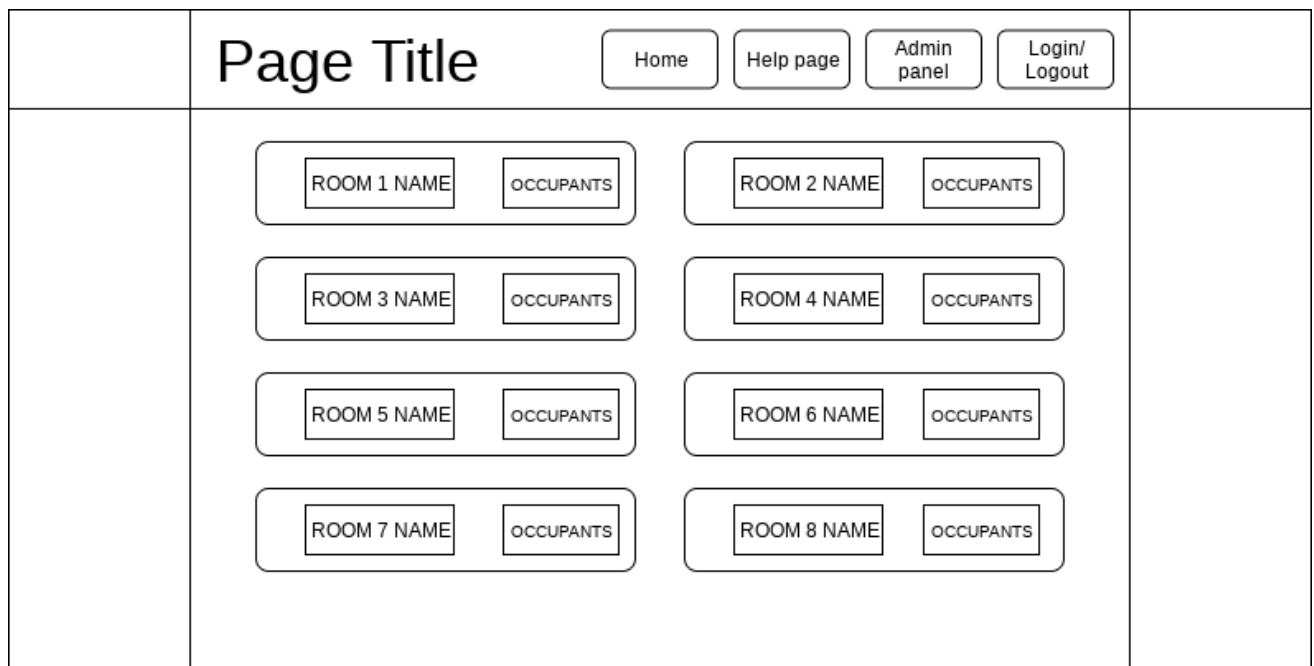 Page Title
Home
Help page
Admin
panel
Login/
Logout
ROOM 1 NAME
OCCUPANTS
ROOM 2 NAME
OCCUPANTS
ROOM 3 NAME
OCCUPANTS
ROOM 4 NAME
OCCUPANTS
ROOM 5 NAME
OCCUPANTS
ROOM 6 NAME
OCCUPANTS
ROOM 7 NAME
OCCUPANTS
ROOM 8 NAME
OCCUPANTS